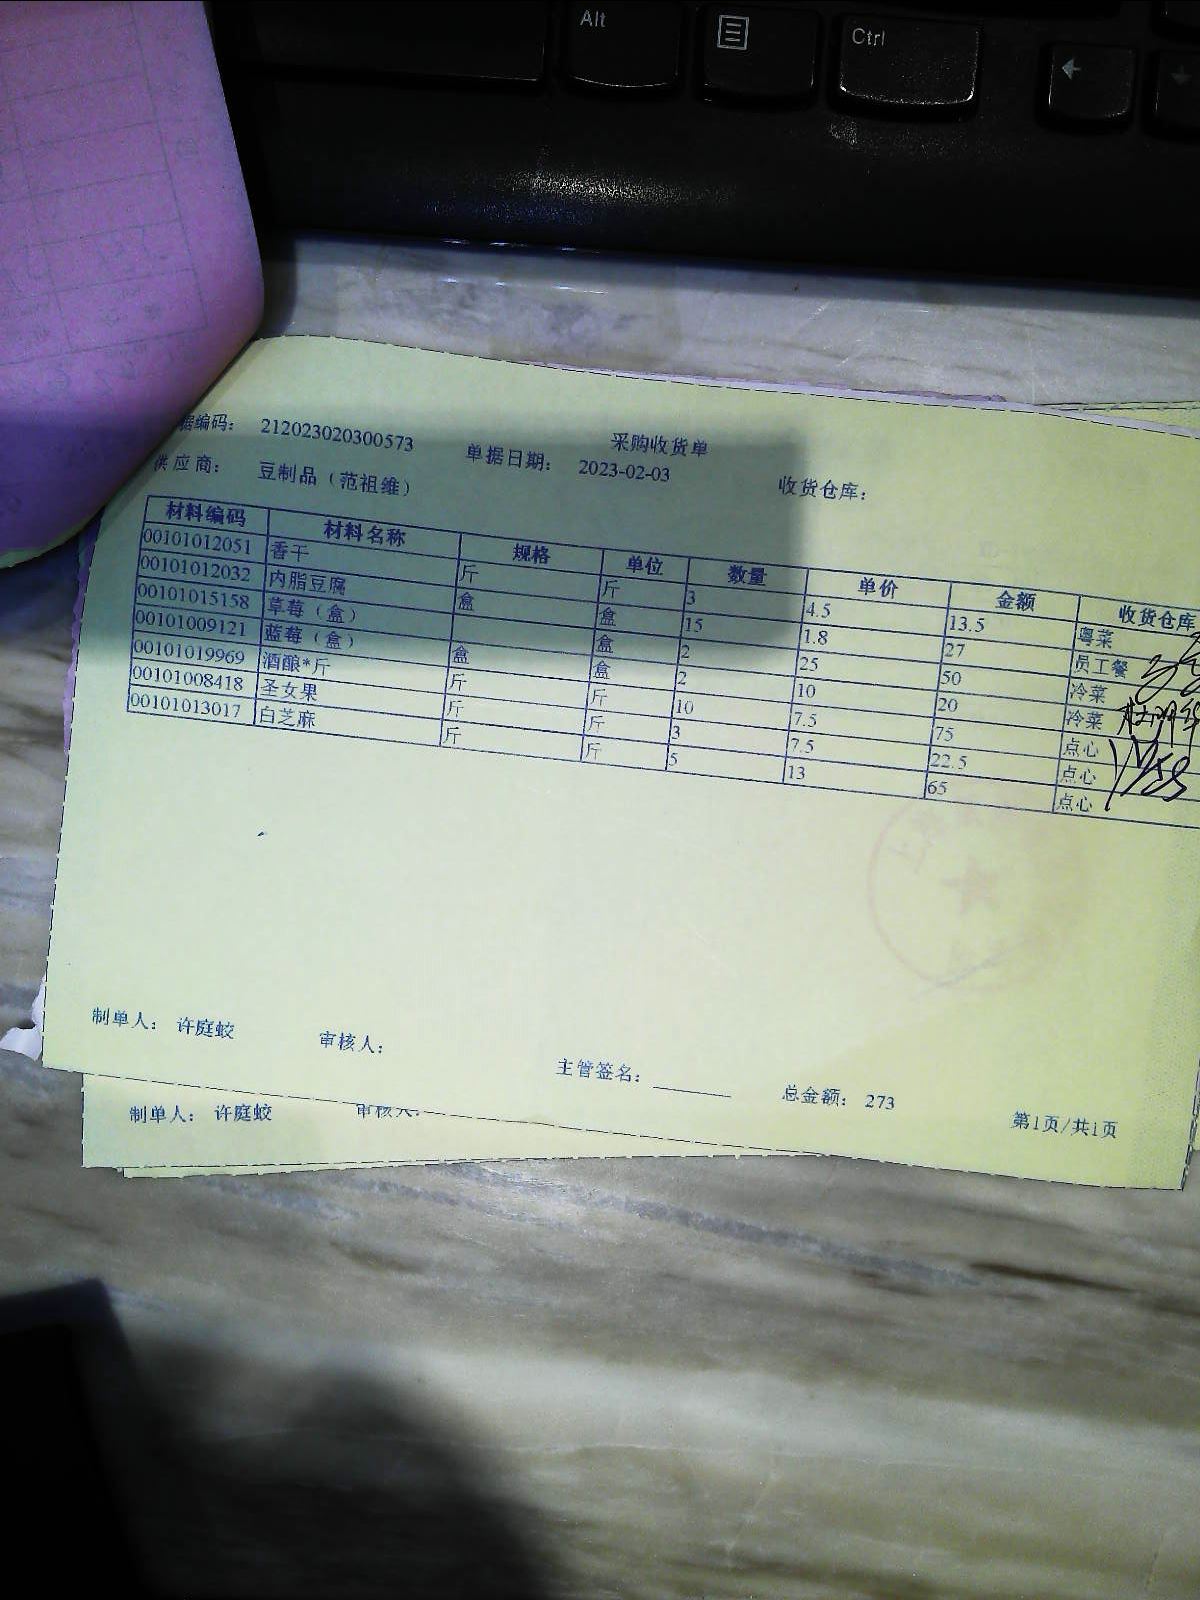 Alt
Ctrl
采购收货单
据编码: 212023020300573 单据日期: 2023-02-03 收货仓库:
供应商: 豆制品（范祖维）
材料编码 材料名称 规格 单位 数量 单价 金额 收货仓库
00101012051 香干 斤 斤 3 4.5 13.5 粤菜
00101012032 内脂豆腐 盒 盒 15 1.8 27 员工餐
00101015158 草莓（盒） 盒 2 25 50 冷菜
00101009121 蓝莓（盒） 盒 盒 2 10 20 冷菜
00101019969 酒酿*斤 斤 斤 10 7.5 75 点心
00101008418 圣女果 斤 斤 3 7.5 22.5 点心
00101013017 白芝麻 斤 斤 5 13 65 点心
制单人: 许庭蛟 审核人: 主管签名: 总金额: 273 第1页/共1页
制单人: 许庭蛟 审核人: